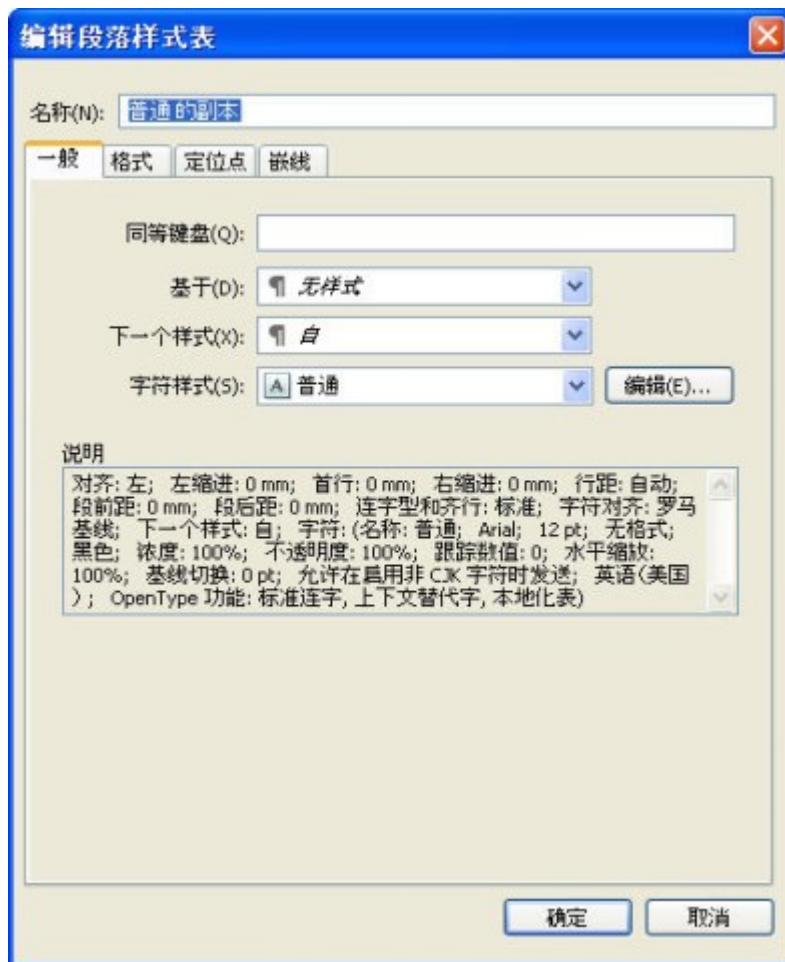 编辑段落样式表
名称(N): 普通的副本
一般 格式 定位点 嵌线
同等键盘(Q):
基于(D): ¶ 无样式
下一个样式(X): ¶ 自
字符样式(S): A 普通 编辑(E)...
说明
对齐: 左; 左缩进: 0 mm; 首行: 0 mm; 右缩进: 0 mm; 行距: 自动;
段前距: 0 mm; 段后距: 0 mm; 连字型和齐行: 标准; 字符对齐: 罗马
基线; 下一个样式: 自; 字符: (名称: 普通; Arial; 12 pt; 无格式;
黑色; 浓度: 100%; 不透明度: 100%; 跟踪数值: 0; 水平缩放:
100%; 基线切换: 0 pt; 允许在启用非 CJK 字符时发送; 英语(美国
); OpenType 功能: 标准连字, 上下文替代字, 本地化表)
确定 取消